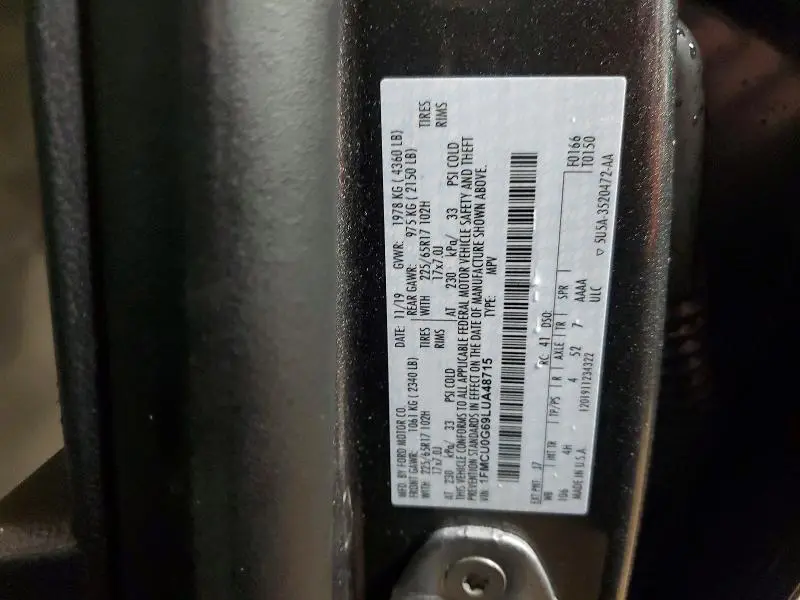 MFD. BY FORD MOTOR CO.
DATE: 11/19 GVWR: 1978 KG ( 4360 LB)
FRONT GAWR: 1061 KG ( 2340 LB) REAR GAWR: 975 KG ( 2150 LB)
WITH 225/65R17 102H TIRES WITH 225/65R17 102H TIRES
17x7.0J RIMS 17x7.0J RIMS
AT 230 kPa/ 33 PSI COLD AT 230 kPa/ 33 PSI COLD
THIS VEHICLE CONFORMS TO ALL APPLICABLE FEDERAL MOTOR VEHICLE SAFETY AND THEFT
PREVENTION STANDARDS IN EFFECT ON THE DATE OF MANUFACTURE SHOWN ABOVE.
VIN: 1FMCU0G69LUA48715 TYPE: MPV
EXT PNT: J7 RC: 41 DSO: F0166
WB INT TR TP/PS R AXLE TR SPR T0150
106 4H 4 52 7- AAAA
MADE IN U.S.A. 1201911234322 ULC ▽ 5U5A-3520472-AA